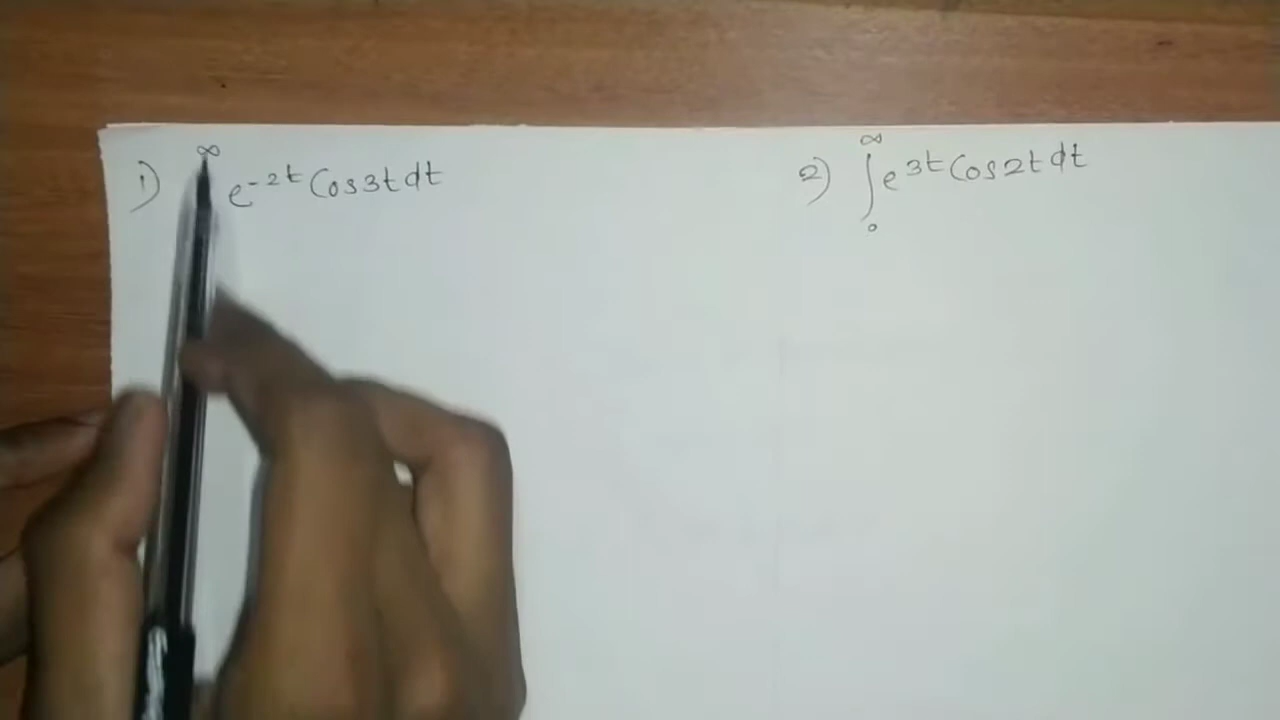 1) ∞ e^-2t Cos3t dt
2) ∫₀^∞ e^3t Cos2t dt